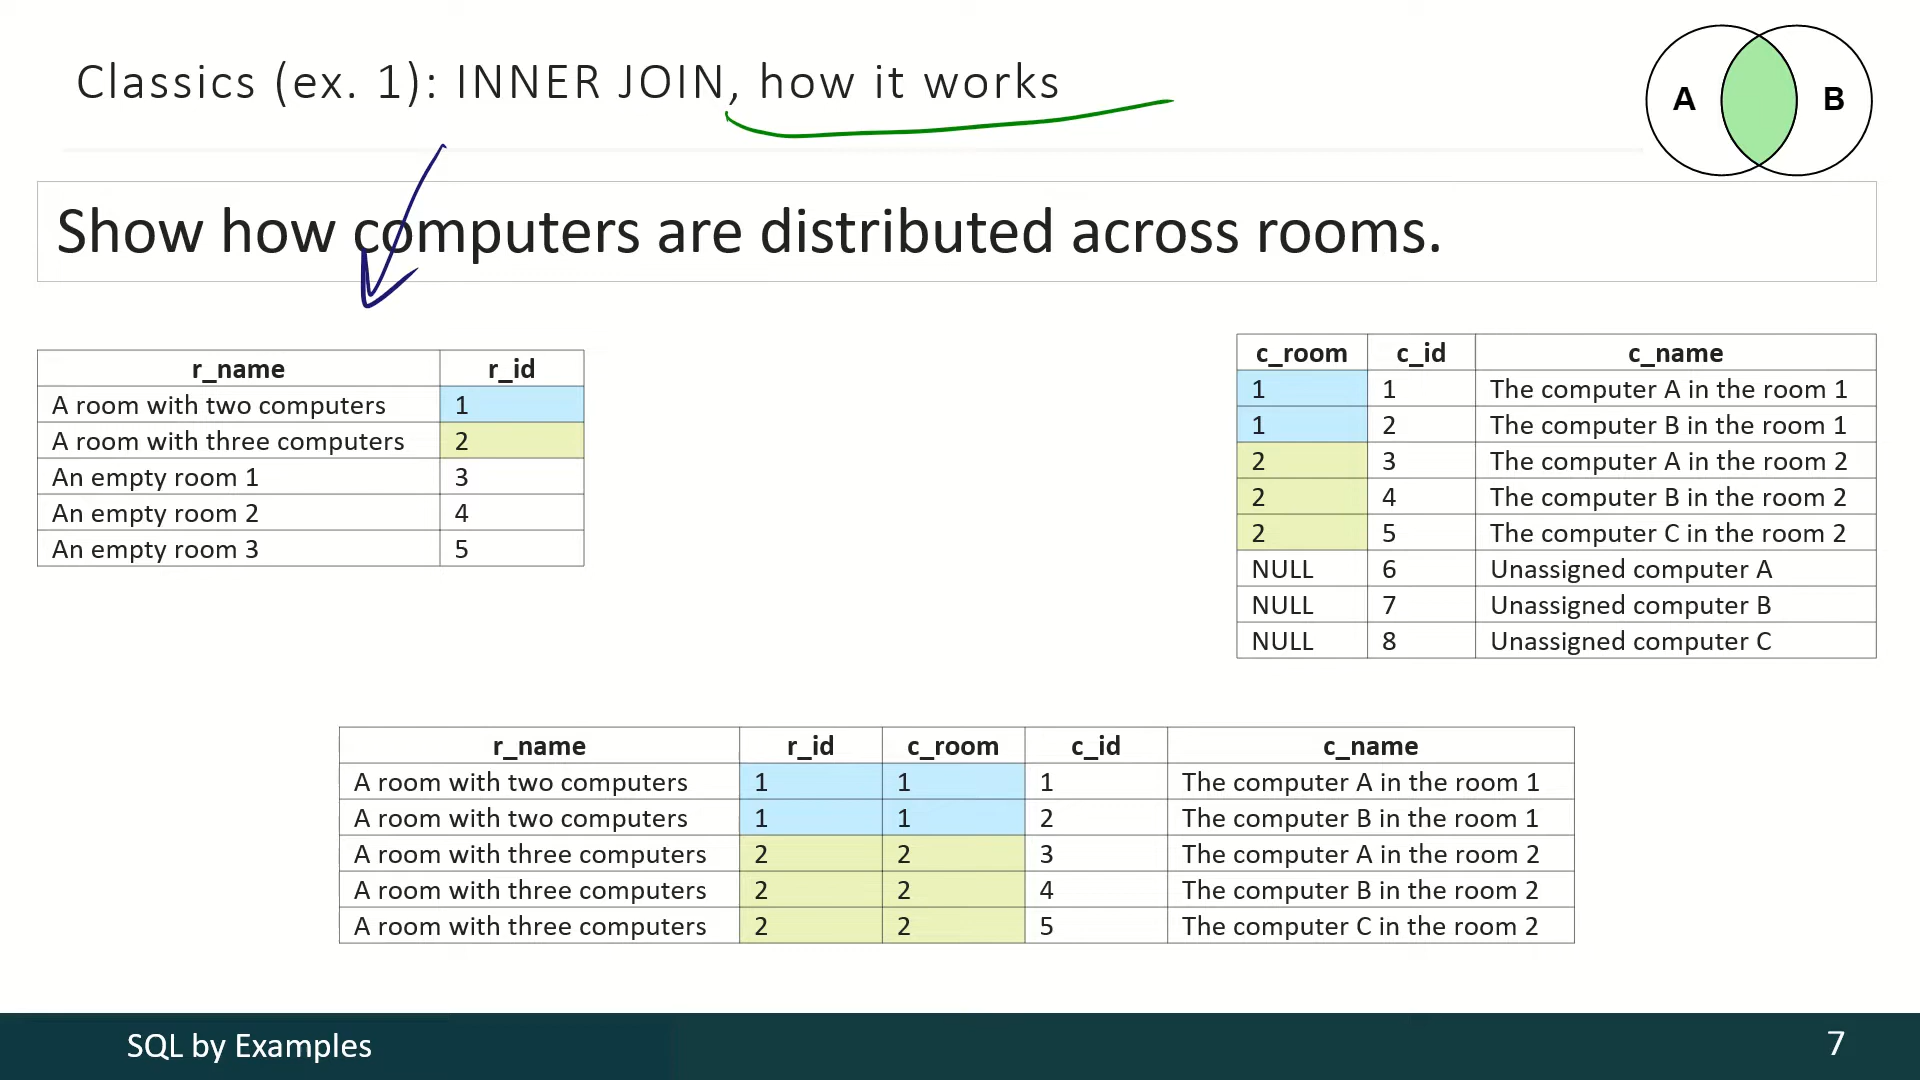 Classics (ex. 1): INNER JOIN, how it works
A B
Show how computers are distributed across rooms.
r_name r_id
A room with two computers 1
A room with three computers 2
An empty room 1 3
An empty room 2 4
An empty room 3 5
c_room c_id c_name
1 1 The computer A in the room 1
1 2 The computer B in the room 1
2 3 The computer A in the room 2
2 4 The computer B in the room 2
2 5 The computer C in the room 2
NULL 6 Unassigned computer A
NULL 7 Unassigned computer B
NULL 8 Unassigned computer C
r_name r_id c_room c_id c_name
A room with two computers 1 1 1 The computer A in the room 1
A room with two computers 1 1 2 The computer B in the room 1
A room with three computers 2 2 3 The computer A in the room 2
A room with three computers 2 2 4 The computer B in the room 2
A room with three computers 2 2 5 The computer C in the room 2
SQL by Examples 7